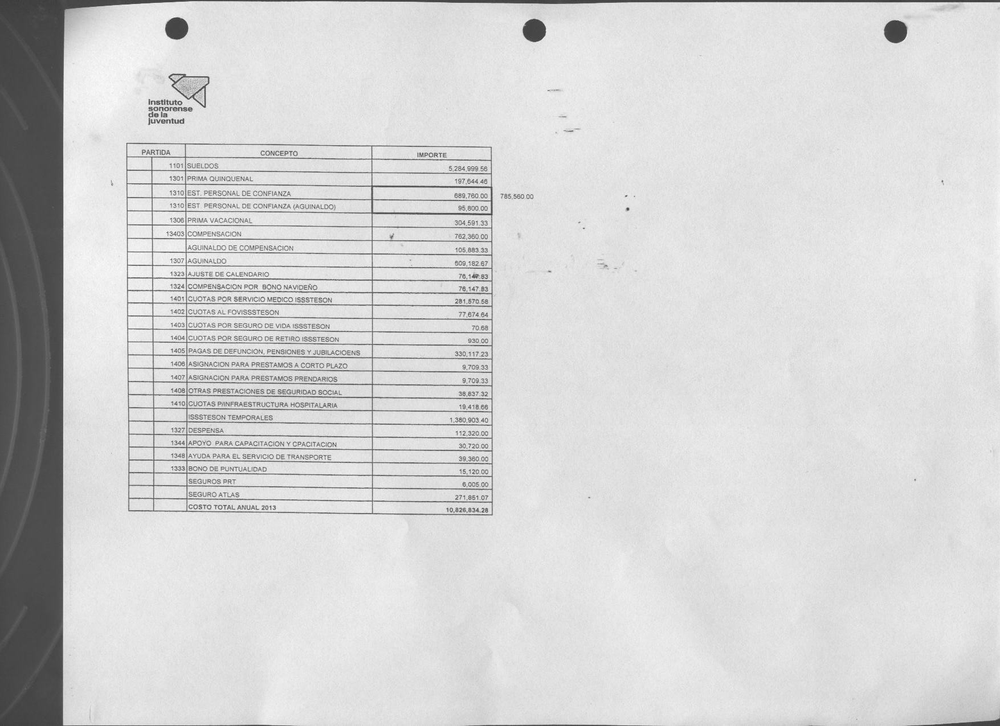 instituto
sonorense
de la
juventud
PARTIDA CONCEPTO IMPORTE
1101 SUELDOS 5,284,999.56
1301 PRIMA QUINQUENAL 197,644.46
1310 EST. PERSONAL DE CONFIANZA 689,760.00 785,560.00
1310 EST. PERSONAL DE CONFIANZA (AGUINALDO) 95,800.00
1306 PRIMA VACACIONAL 304,591.33
13403 COMPENSACION 762,360.00
AGUINALDO DE COMPENSACION 105,883.33
1307 AGUINALDO 609,182.67
1323 AJUSTE DE CALENDARIO 76,147.83
1324 COMPENSACION POR BONO NAVIDEÑO 76,147.83
1401 CUOTAS POR SERVICIO MEDICO ISSSTESON 281,570.58
1402 CUOTAS AL FOVISSSTESON 77,674.64
1403 CUOTAS POR SEGURO DE VIDA ISSSTESON 70.68
1404 CUOTAS POR SEGURO DE RETIRO ISSSTESON 930.00
1405 PAGAS DE DEFUNCION, PENSIONES Y JUBILACIOENS 330,117.23
1406 ASIGNACION PARA PRESTAMOS A CORTO PLAZO 9,709.33
1407 ASIGNACION PARA PRESTAMOS PRENDARIOS 9,709.33
1408 OTRAS PRESTACIONES DE SEGURIDAD SOCIAL 38,837.32
1410 CUOTAS P/INFRAESTRUCTURA HOSPITALARIA 19,418.66
ISSSTESON TEMPORALES 1,380,903.40
1327 DESPENSA 112,320.00
1344 APOYO PARA CAPACITACION Y CPACITACION 30,720.00
1348 AYUDA PARA EL SERVICIO DE TRANSPORTE 39,360.00
1333 BONO DE PUNTUALIDAD 15,120.00
SEGUROS PRT 6,005.00
SEGURO ATLAS 271,851.07
COSTO TOTAL ANUAL 2013 10,826,834.28